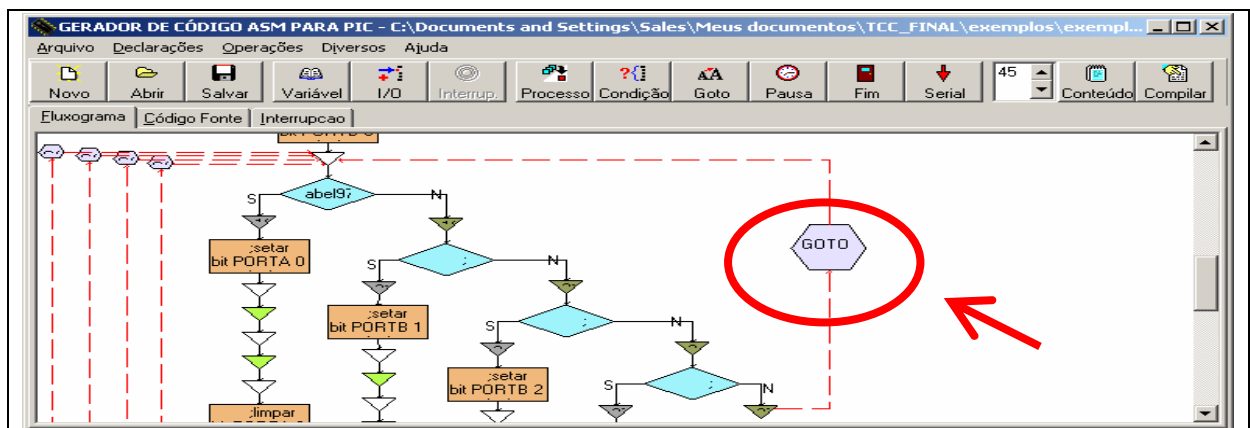 GERADOR DE CÓDIGO ASM PARA PIC - C:\Documents and Settings\Sales\Meus documentos\TCC_FINAL\exemplos\exempl...
Arquivo Declarações Operações Diversos Ajuda
Novo Abrir Salvar Variável I/O Interrup. Processo Condição Goto Pausa Fim Serial 45 Conteúdo Compilar
Fluxograma Código Fonte Interrupcao
S abel97 N
;setar
bit PORTA 0
S ; N
GOTO
;setar
bit PORTB 1
S ; N
;setar
bit PORTB 2
S ; N
;limpar